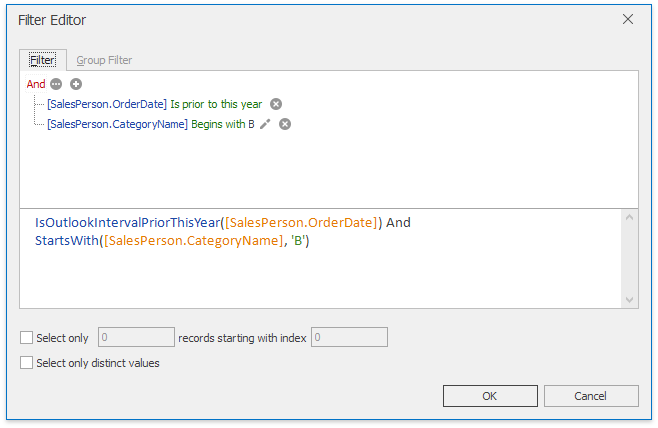 Filter Editor
Filter Group Filter
And
[SalesPerson.OrderDate] Is prior to this year
[SalesPerson.CategoryName] Begins with B
IsOutlookIntervalPriorThisYear([SalesPerson.OrderDate]) And
StartsWith([SalesPerson.CategoryName], 'B')
Select only 0 records starting with index 0
Select only distinct values
OK Cancel